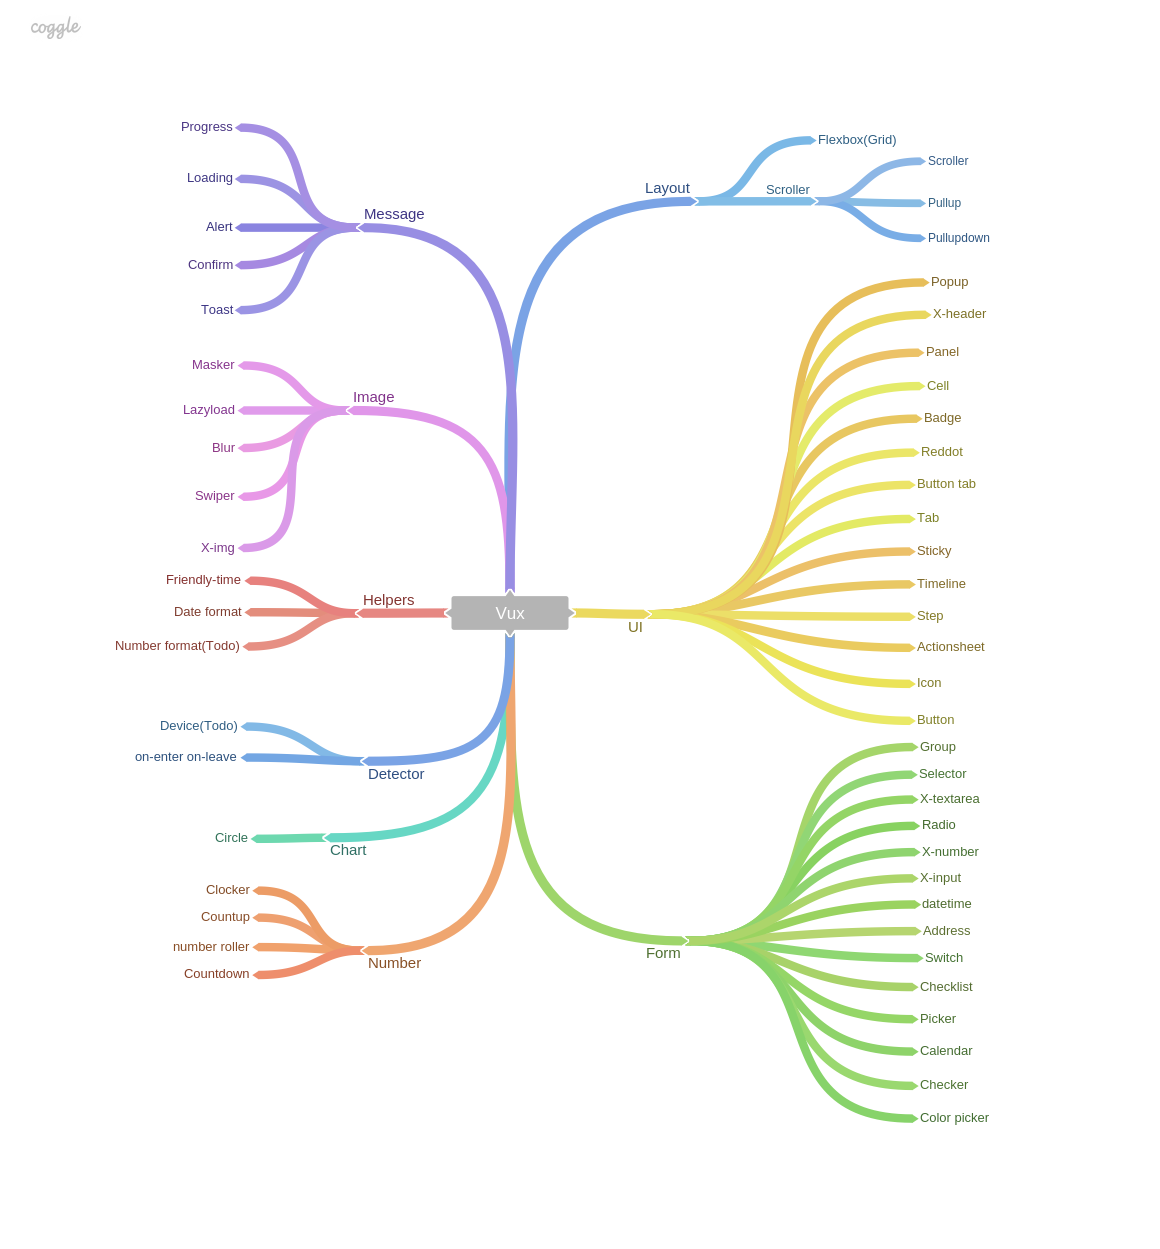 coggle
Vux
Message
Progress
Loading
Alert
Confirm
Toast
Image
Masker
Lazyload
Blur
Swiper
X-img
Helpers
Friendly-time
Date format
Number format(Todo)
Detector
Device(Todo)
on-enter on-leave
Chart
Circle
Number
Clocker
Countup
number roller
Countdown
Layout
Flexbox(Grid)
Scroller
Scroller
Pullup
Pullupdown
UI
Popup
X-header
Panel
Cell
Badge
Reddot
Button tab
Tab
Sticky
Timeline
Step
Actionsheet
Icon
Button
Form
Group
Selector
X-textarea
Radio
X-number
X-input
datetime
Address
Switch
Checklist
Picker
Calendar
Checker
Color picker